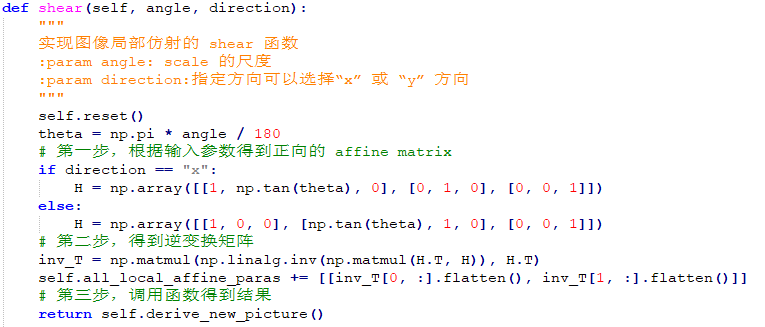 def shear(self, angle, direction):
    """
    实现图像局部仿射的 shear 函数
    :param angle: scale 的尺度
    :param direction:指定方向可以选择“x” 或 “y” 方向
    """
    self.reset()
    theta = np.pi * angle / 180
    # 第一步，根据输入参数得到正向的 affine matrix
    if direction == "x":
        H = np.array([[1, np.tan(theta), 0], [0, 1, 0], [0, 0, 1]])
    else:
        H = np.array([[1, 0, 0], [np.tan(theta), 1, 0], [0, 0, 1]])
    # 第二步，得到逆变换矩阵
    inv_T = np.matmul(np.linalg.inv(np.matmul(H.T, H)), H.T)
    self.all_local_affine_paras += [[inv_T[0, :].flatten(), inv_T[1, :].flatten()]]
    # 第三步，调用函数得到结果
    return self.derive_new_picture()